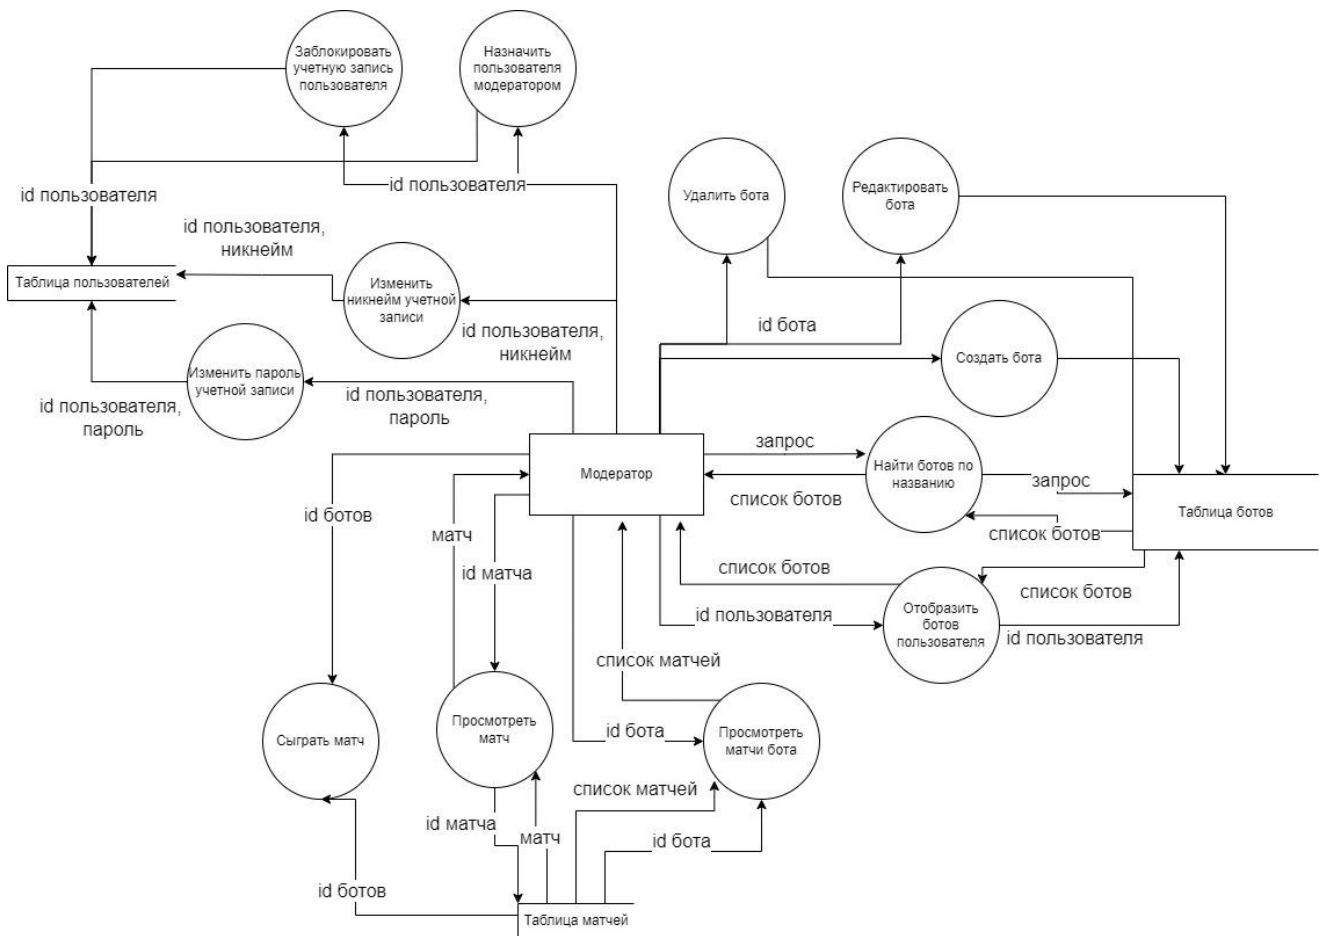 Заблокировать
учетную запись
пользователя
Назначить
пользователя
модератором
id пользователя
id пользователя
Удалить бота
Редактировать
бота
id пользователя,
никнейм
Таблица пользователей
Изменить
никнейм учетной
записи
id пользователя,
никнейм
id бота
Создать бота
Изменить пароль
учетной записи
id пользователя,
пароль
id пользователя,
пароль
Модератор
запрос
Найти ботов по
названию
запрос
список ботов
Таблица ботов
список ботов
id ботов
матч
id матча
список ботов
список ботов
id пользователя
Отобразить
ботов
пользователя
id пользователя
список матчей
Сыграть матч
Просмотреть
матч
id бота
Просмотреть
матчи бота
список матчей
id матча
матч
id бота
id ботов
Таблица матчей